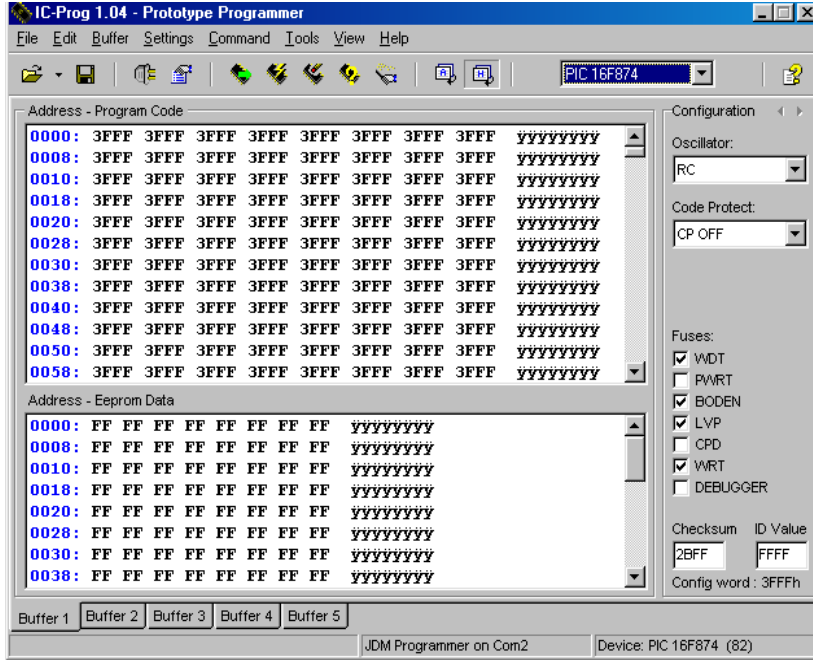 IC-Prog 1.04 - Prototype Programmer
File Edit Buffer Settings Command Tools View Help
PIC 16F874
Address - Program Code
0000: 3FFF 3FFF 3FFF 3FFF 3FFF 3FFF 3FFF 3FFF ÿÿÿÿÿÿÿÿ
0008: 3FFF 3FFF 3FFF 3FFF 3FFF 3FFF 3FFF 3FFF ÿÿÿÿÿÿÿÿ
0010: 3FFF 3FFF 3FFF 3FFF 3FFF 3FFF 3FFF 3FFF ÿÿÿÿÿÿÿÿ
0018: 3FFF 3FFF 3FFF 3FFF 3FFF 3FFF 3FFF 3FFF ÿÿÿÿÿÿÿÿ
0020: 3FFF 3FFF 3FFF 3FFF 3FFF 3FFF 3FFF 3FFF ÿÿÿÿÿÿÿÿ
0028: 3FFF 3FFF 3FFF 3FFF 3FFF 3FFF 3FFF 3FFF ÿÿÿÿÿÿÿÿ
0030: 3FFF 3FFF 3FFF 3FFF 3FFF 3FFF 3FFF 3FFF ÿÿÿÿÿÿÿÿ
0038: 3FFF 3FFF 3FFF 3FFF 3FFF 3FFF 3FFF 3FFF ÿÿÿÿÿÿÿÿ
0040: 3FFF 3FFF 3FFF 3FFF 3FFF 3FFF 3FFF 3FFF ÿÿÿÿÿÿÿÿ
0048: 3FFF 3FFF 3FFF 3FFF 3FFF 3FFF 3FFF 3FFF ÿÿÿÿÿÿÿÿ
0050: 3FFF 3FFF 3FFF 3FFF 3FFF 3FFF 3FFF 3FFF ÿÿÿÿÿÿÿÿ
0058: 3FFF 3FFF 3FFF 3FFF 3FFF 3FFF 3FFF 3FFF ÿÿÿÿÿÿÿÿ
Address - Eeprom Data
0000: FF FF FF FF FF FF FF FF ÿÿÿÿÿÿÿÿ
0008: FF FF FF FF FF FF FF FF ÿÿÿÿÿÿÿÿ
0010: FF FF FF FF FF FF FF FF ÿÿÿÿÿÿÿÿ
0018: FF FF FF FF FF FF FF FF ÿÿÿÿÿÿÿÿ
0020: FF FF FF FF FF FF FF FF ÿÿÿÿÿÿÿÿ
0028: FF FF FF FF FF FF FF FF ÿÿÿÿÿÿÿÿ
0030: FF FF FF FF FF FF FF FF ÿÿÿÿÿÿÿÿ
0038: FF FF FF FF FF FF FF FF ÿÿÿÿÿÿÿÿ
Configuration
Oscillator:
RC
Code Protect:
CP OFF
Fuses:
WDT
PWRT
BODEN
LVP
CPD
WRT
DEBUGGER
Checksum ID Value
2BFF FFFF
Config word : 3FFFh
Buffer 1 Buffer 2 Buffer 3 Buffer 4 Buffer 5
JDM Programmer on Com2 Device: PIC 16F874 (82)